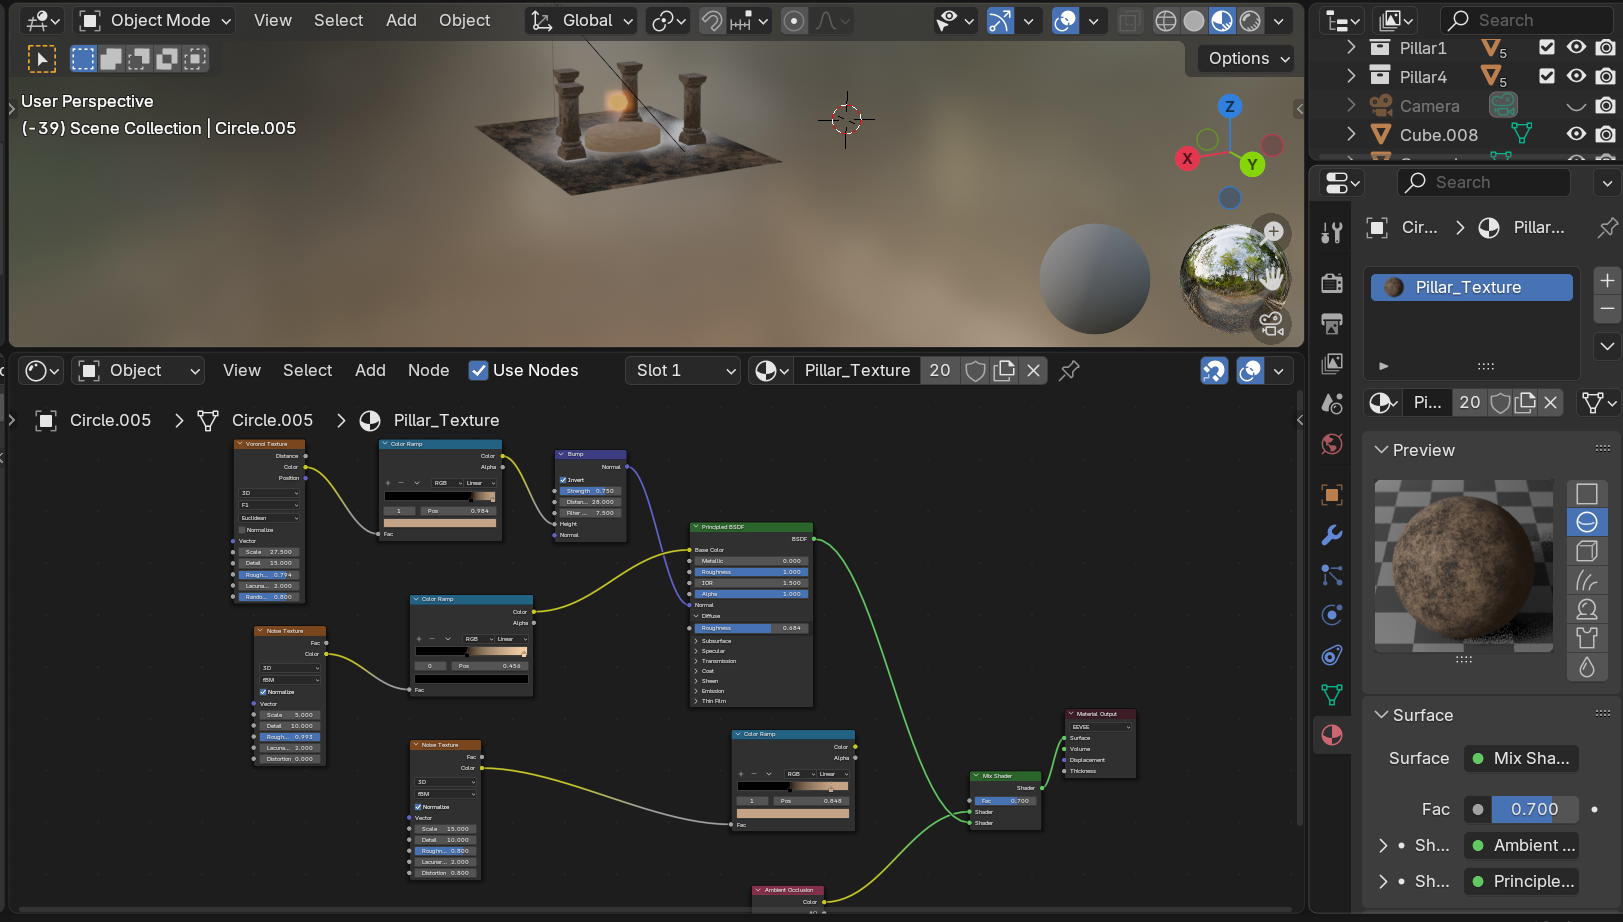 Object Mode View Select Add Object Global
Options
User Perspective
(-39) Scene Collection | Circle.005
Z
X
Y
Search
Pillar1
5
Pillar4
5
Camera
Cube.008
Search
Cir... Pillar...
Pillar_Texture
Pi... 20
Preview
Surface
Surface Mix Sha...
Fac 0.700
Sh... Ambient ...
Sh... Principle...
Object View Select Add Node Use Nodes Slot 1 Pillar_Texture 20
Circle.005 Circle.005 Pillar_Texture
Voronoi Texture
Distance
Color
Position
3D
F1
Euclidean
Normalize
Vector
Scale 27.500
Detail 15.000
Rough... 0.794
Lacuna... 2.000
Rando... 0.800
Color Ramp
Color
Alpha
RGB Linear
1 Pos 0.984
Fac
Bump
Normal
Invert
Strength 0.750
Distan... 28.000
Filter ... 7.500
Height
Normal
Noise Texture
Fac
Color
3D
fBM
Normalize
Vector
Scale 5.000
Detail 10.000
Rough... 0.993
Lacuna... 2.000
Distortion 0.000
Color Ramp
Color
Alpha
RGB Linear
0 Pos 0.456
Fac
Principled BSDF
BSDF
Base Color
Metallic 0.000
Roughness 1.000
IOR 1.500
Alpha 1.000
Normal
Diffuse
Roughness 0.684
Subsurface
Specular
Transmission
Coat
Sheen
Emission
Thin Film
Noise Texture
Fac
Color
3D
fBM
Normalize
Vector
Scale 15.000
Detail 10.000
Roughn... 0.800
Lacunar... 2.000
Distortion 0.800
Color Ramp
Color
Alpha
RGB Linear
1 Pos 0.848
Fac
Ambient Occlusion
Color
Mix Shader
Shader
Fac 0.700
Shader
Shader
Material Output
EEVEE
Surface
Volume
Displacement
Thickness